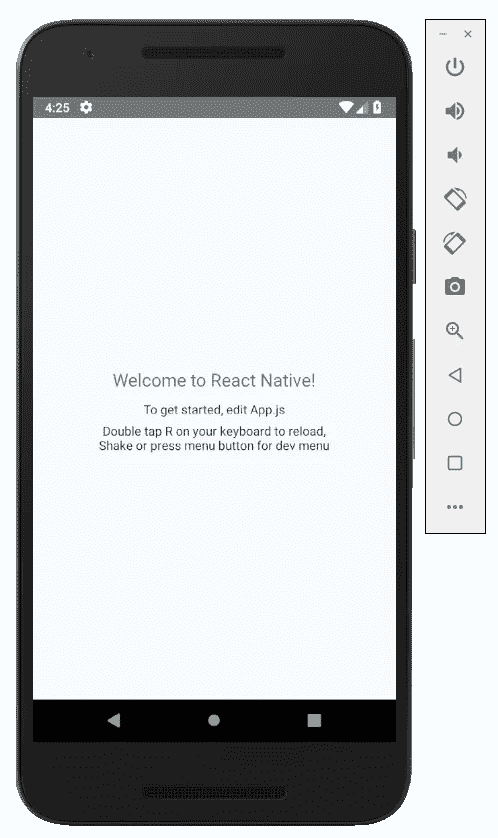 4:25
Welcome to React Native!
To get started, edit App.js
Double tap R on your keyboard to reload,
Shake or press menu button for dev menu